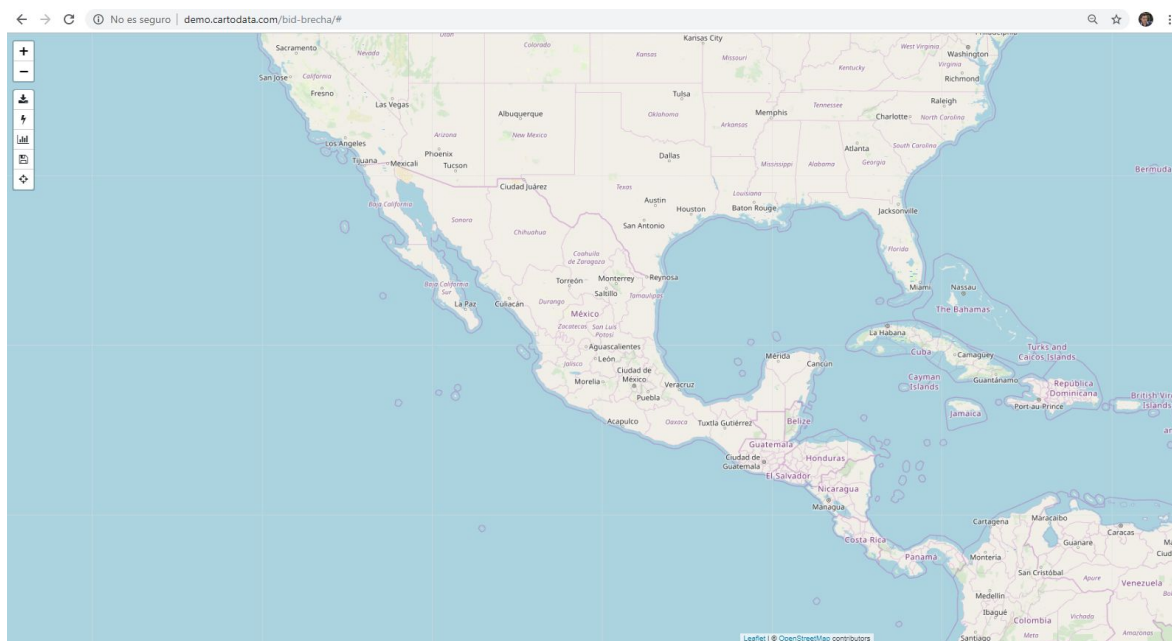 No es seguro | demo.cartodata.com/bid-brecha/#
+
−
Kansas City
Utah
Colorado
Kansas
Missouri
West Virginia
Washington
Sacramento
Nevada
Kentucky
Virginia
Richmond
San Jose
California
Fresno
Las Vegas
Albuquerque
Tulsa
Oklahoma
Memphis
Tennessee
Raleigh
Charlotte
North Carolina
Arkansas
Los Angeles
Arizona
New Mexico
Atlanta
South Carolina
Georgia
Phoenix
Dallas
Mississippi
Alabama
Tijuana
Mexicali
Tucson
Bermuda
Ciudad Juárez
Texas
Louisiana
Austin
Houston
Baton Rouge
Baja California
Jacksonville
Sonora
San Antonio
Chihuahua
Florida
Coahuila
de Zaragoza
Torreón
Monterrey
Reynosa
Baja California
Sur
Saltillo
Tamaulipas
Miami
Nassau
La Paz
Culiacán
Durango
The Bahamas
México
Zacatecas
San Luis
Potosí
La Habana
Aguascalientes
Mérida
Cancún
Cuba
Camagüey
Turks and
Caicos Islands
León
Jalisco
Ciudad de
México
Morelia
Cayman
Islands
Guantánamo
Veracruz
Puebla
República
Dominicana
British Vir
Islands
Port-au-Prince
Jamaica
Acapulco
Oaxaca
Tuxtla Gutiérrez
Belize
Guatemala
Ciudad de
Guatemala
Honduras
El Salvador
Nicaragua
Managua
Cartagena
Maracaibo
Caracas
Costa Rica
Guanare
Panamá
Montería
San Cristóbal
Apure
Venezuela
Medellín
Ibagué
Colombia
Vichada
Santiago
Meta
Amazonas
Leaflet | © OpenStreetMap contributors